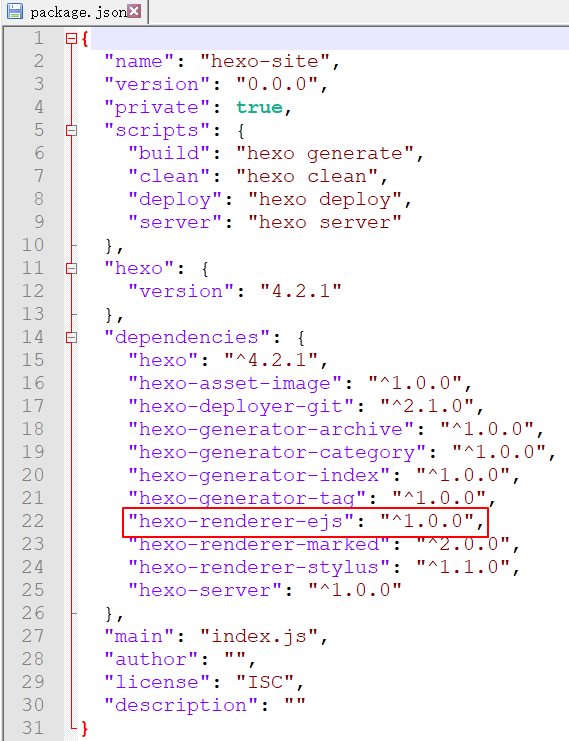 package.json
1 {
2 "name": "hexo-site",
3 "version": "0.0.0",
4 "private": true,
5 "scripts": {
6 "build": "hexo generate",
7 "clean": "hexo clean",
8 "deploy": "hexo deploy",
9 "server": "hexo server"
10 },
11 "hexo": {
12 "version": "4.2.1"
13 },
14 "dependencies": {
15 "hexo": "^4.2.1",
16 "hexo-asset-image": "^1.0.0",
17 "hexo-deployer-git": "^2.1.0",
18 "hexo-generator-archive": "^1.0.0",
19 "hexo-generator-category": "^1.0.0",
20 "hexo-generator-index": "^1.0.0",
21 "hexo-generator-tag": "^1.0.0",
22 "hexo-renderer-ejs": "^1.0.0",
23 "hexo-renderer-marked": "^2.0.0",
24 "hexo-renderer-stylus": "^1.1.0",
25 "hexo-server": "^1.0.0"
26 },
27 "main": "index.js",
28 "author": "",
29 "license": "ISC",
30 "description": ""
31 }